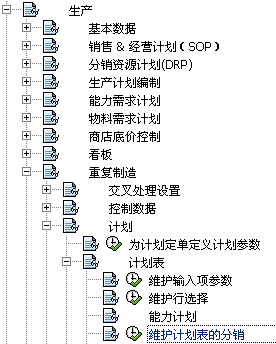 生产
基本数据
销售 & 经营计划 ( SOP )
分销资源计划(DRP)
生产计划编制
能力需求计划
物料需求计划
商店底价控制
看板
重复制造
交叉处理设置
控制数据
计划
为计划定单定义计划参数
计划表
维护输入项参数
维护行选择
能力计划
维护计划表的分销